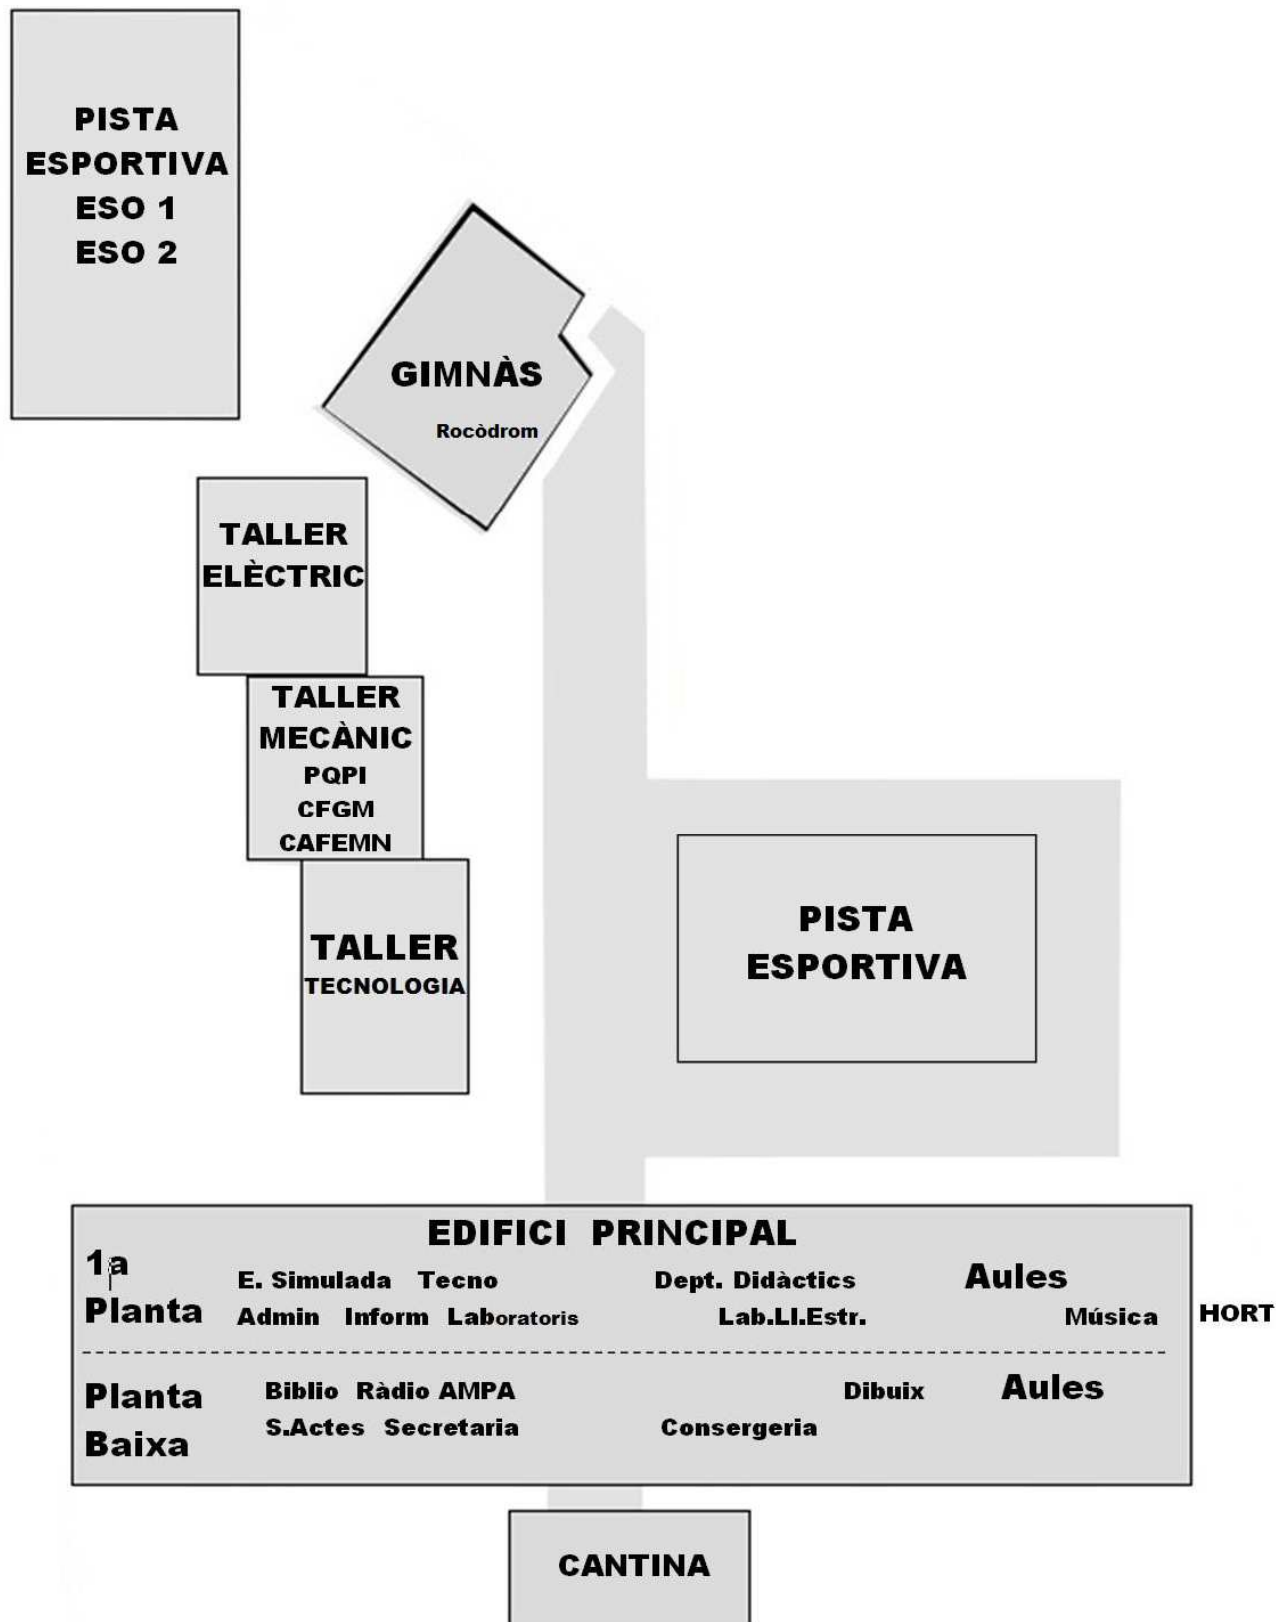 PISTA
ESPORTIVA
ESO 1
ESO 2
GIMNÀS
Rocòdrom
TALLER
ELÈCTRIC
TALLER
MECÀNIC
PQPI
CFGM
CAFEMN
TALLER
TECNOLOGIA
PISTA
ESPORTIVA
EDIFICI PRINCIPAL
1a
Planta
E. Simulada Tecno Dept. Didàctics Aules
Admin Inform Laboratoris Lab.Ll.Estr. Música
HORT
Planta
Baixa
Biblio Ràdio AMPA Dibuix Aules
S.Actes Secretaria Consergeria
CANTINA